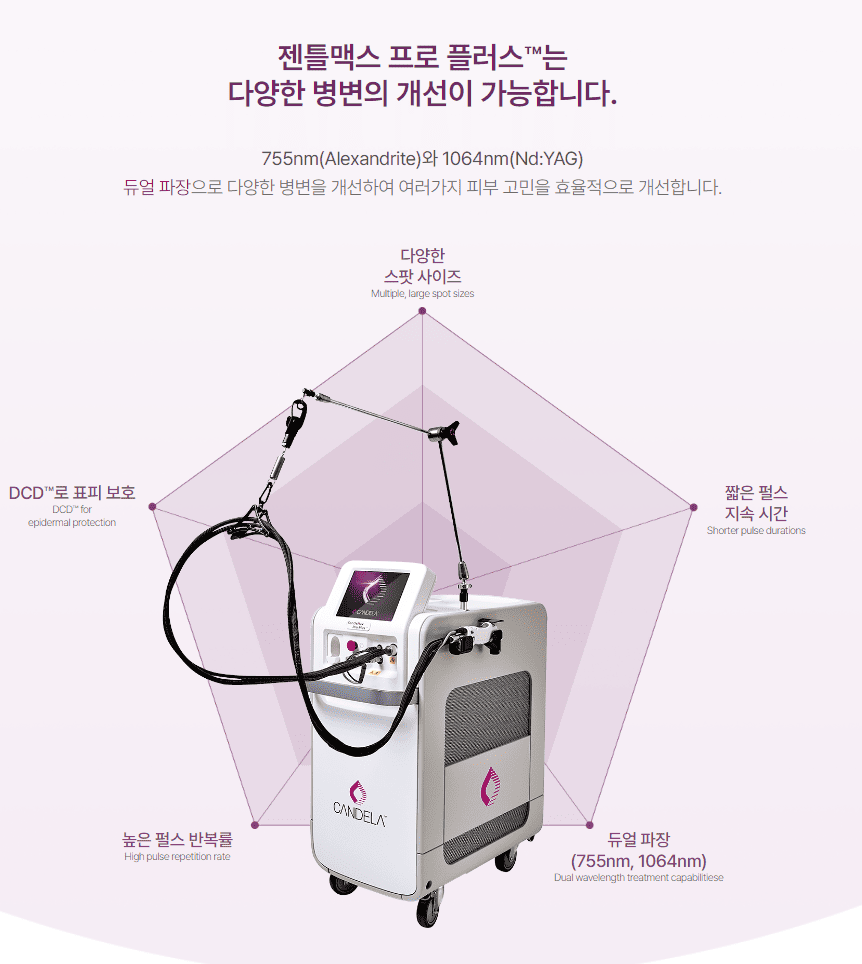 젠틀맥스 프로 플러스™는
다양한 병변의 개선이 가능합니다.
755nm(Alexandrite)와 1064nm(Nd:YAG)
듀얼 파장으로 다양한 병변을 개선하여 여러가지 피부 고민을 효율적으로 개선합니다.
다양한
스팟 사이즈
Multiple, large spot sizes
DCD™로 표피 보호
DCD™ for
epidermal protection
짧은 펄스
지속 시간
Shorter pulse durations
CANDELA
CANDELA™
높은 펄스 반복률
High pulse repetition rate
듀얼 파장
(755nm, 1064nm)
Dual wavelength treatment capabilitiese